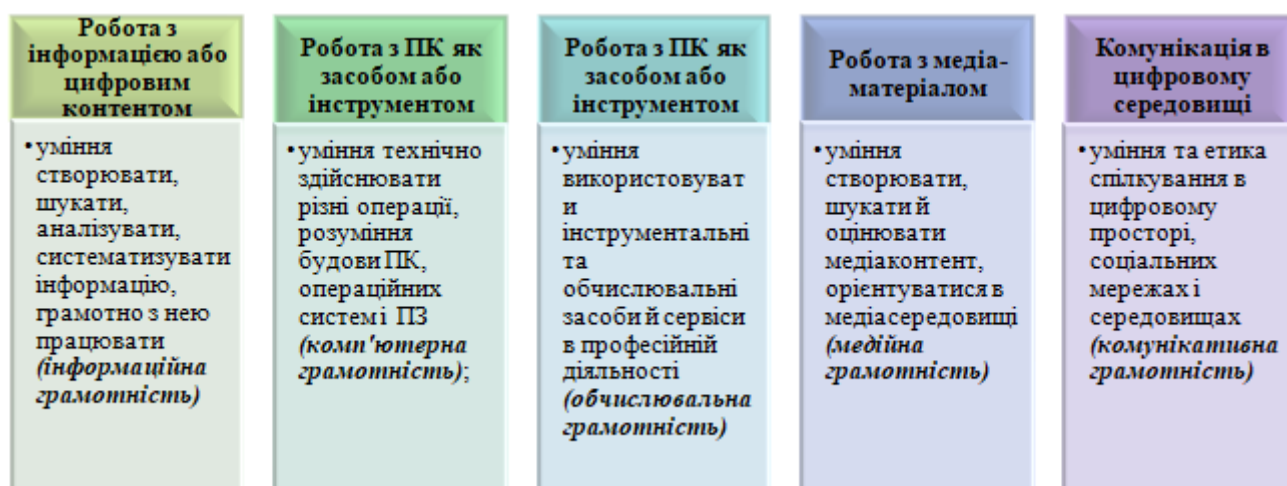 Робота з
інформацією або
цифровим
контентом
•уміння
створювати,
шукати,
аналізувати,
систематизувати
інформацію,
грамотно з нею
працювати
(інформаційна
грамотність)
Робота з ПК як
засобом або
інструментом
•уміння технічно
здійснювати
різні операції,
розуміння
будови ПК,
операційних
систем і ПЗ
(комп'ютерна
грамотність);
Робота з ПК як
засобом або
інструментом
•уміння
використовуват
и
інструментальні
та
обчислювальні
засоби й сервіси
в професійній
діяльності
(обчислювальна
грамотність)
Робота з медіа-
матеріалом
•уміння
створювати,
шукати й
оцінювати
медіаконтент,
орієнтуватися в
медіасередовищі
(медійна
грамотність)
Комунікація в
цифровому
середовищі
•уміння та етика
спілкування в
цифровому
просторі,
соціальних
мережах і
середовищах
(комунікативна
грамотність)